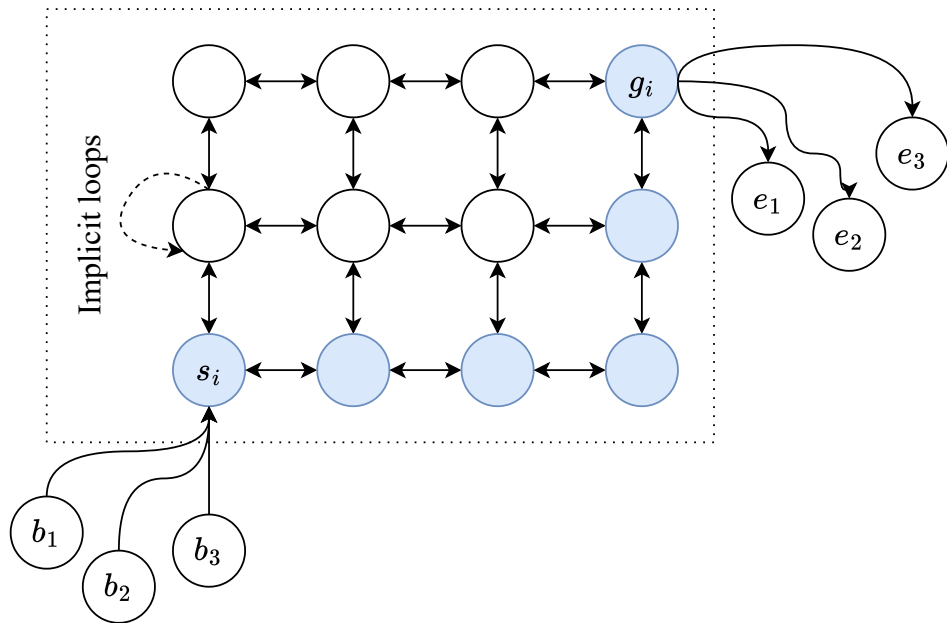 g_i
e_3
e_1
e_2
Implicit loops
s_i
b_1
b_2
b_3